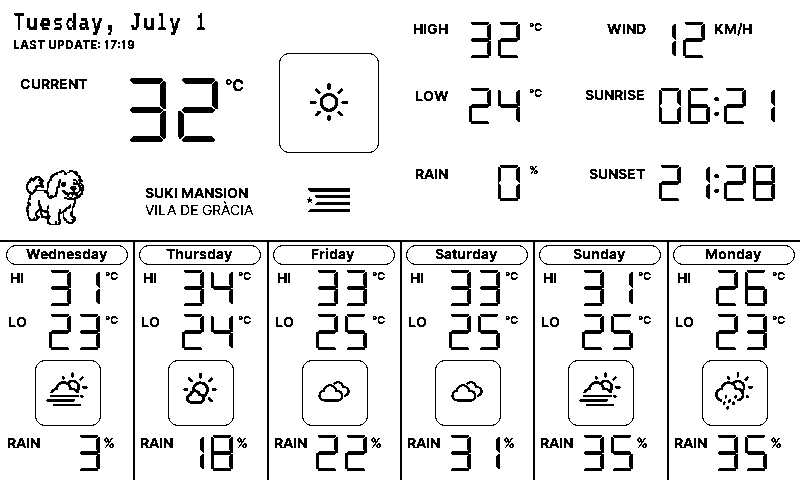 Tuesday, July 1
LAST UPDATE: 17:19
CURRENT 32 °C
HIGH 32 °C
WIND 12 KM/H
LOW 24 °C
SUNRISE 06:21
RAIN 0 %
SUNSET 21:28
SUKI MANSION
VILA DE GRÀCIA
Wednesday
HI 31 °C
LO 23 °C
RAIN 3 %
Thursday
HI 34 °C
LO 24 °C
RAIN 18 %
Friday
HI 33 °C
LO 25 °C
RAIN 22 %
Saturday
HI 33 °C
LO 25 °C
RAIN 31 %
Sunday
HI 31 °C
LO 25 °C
RAIN 35 %
Monday
HI 26 °C
LO 23 °C
RAIN 35 %